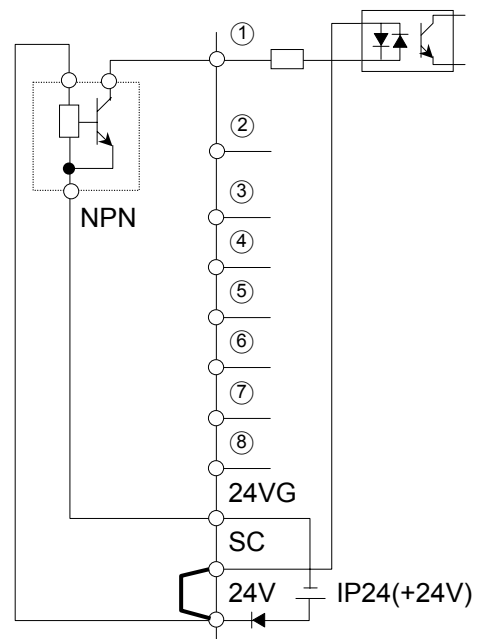 ①
②
③
④
⑤
⑥
⑦
⑧
NPN
24VG
SC
24V
IP24(+24V)